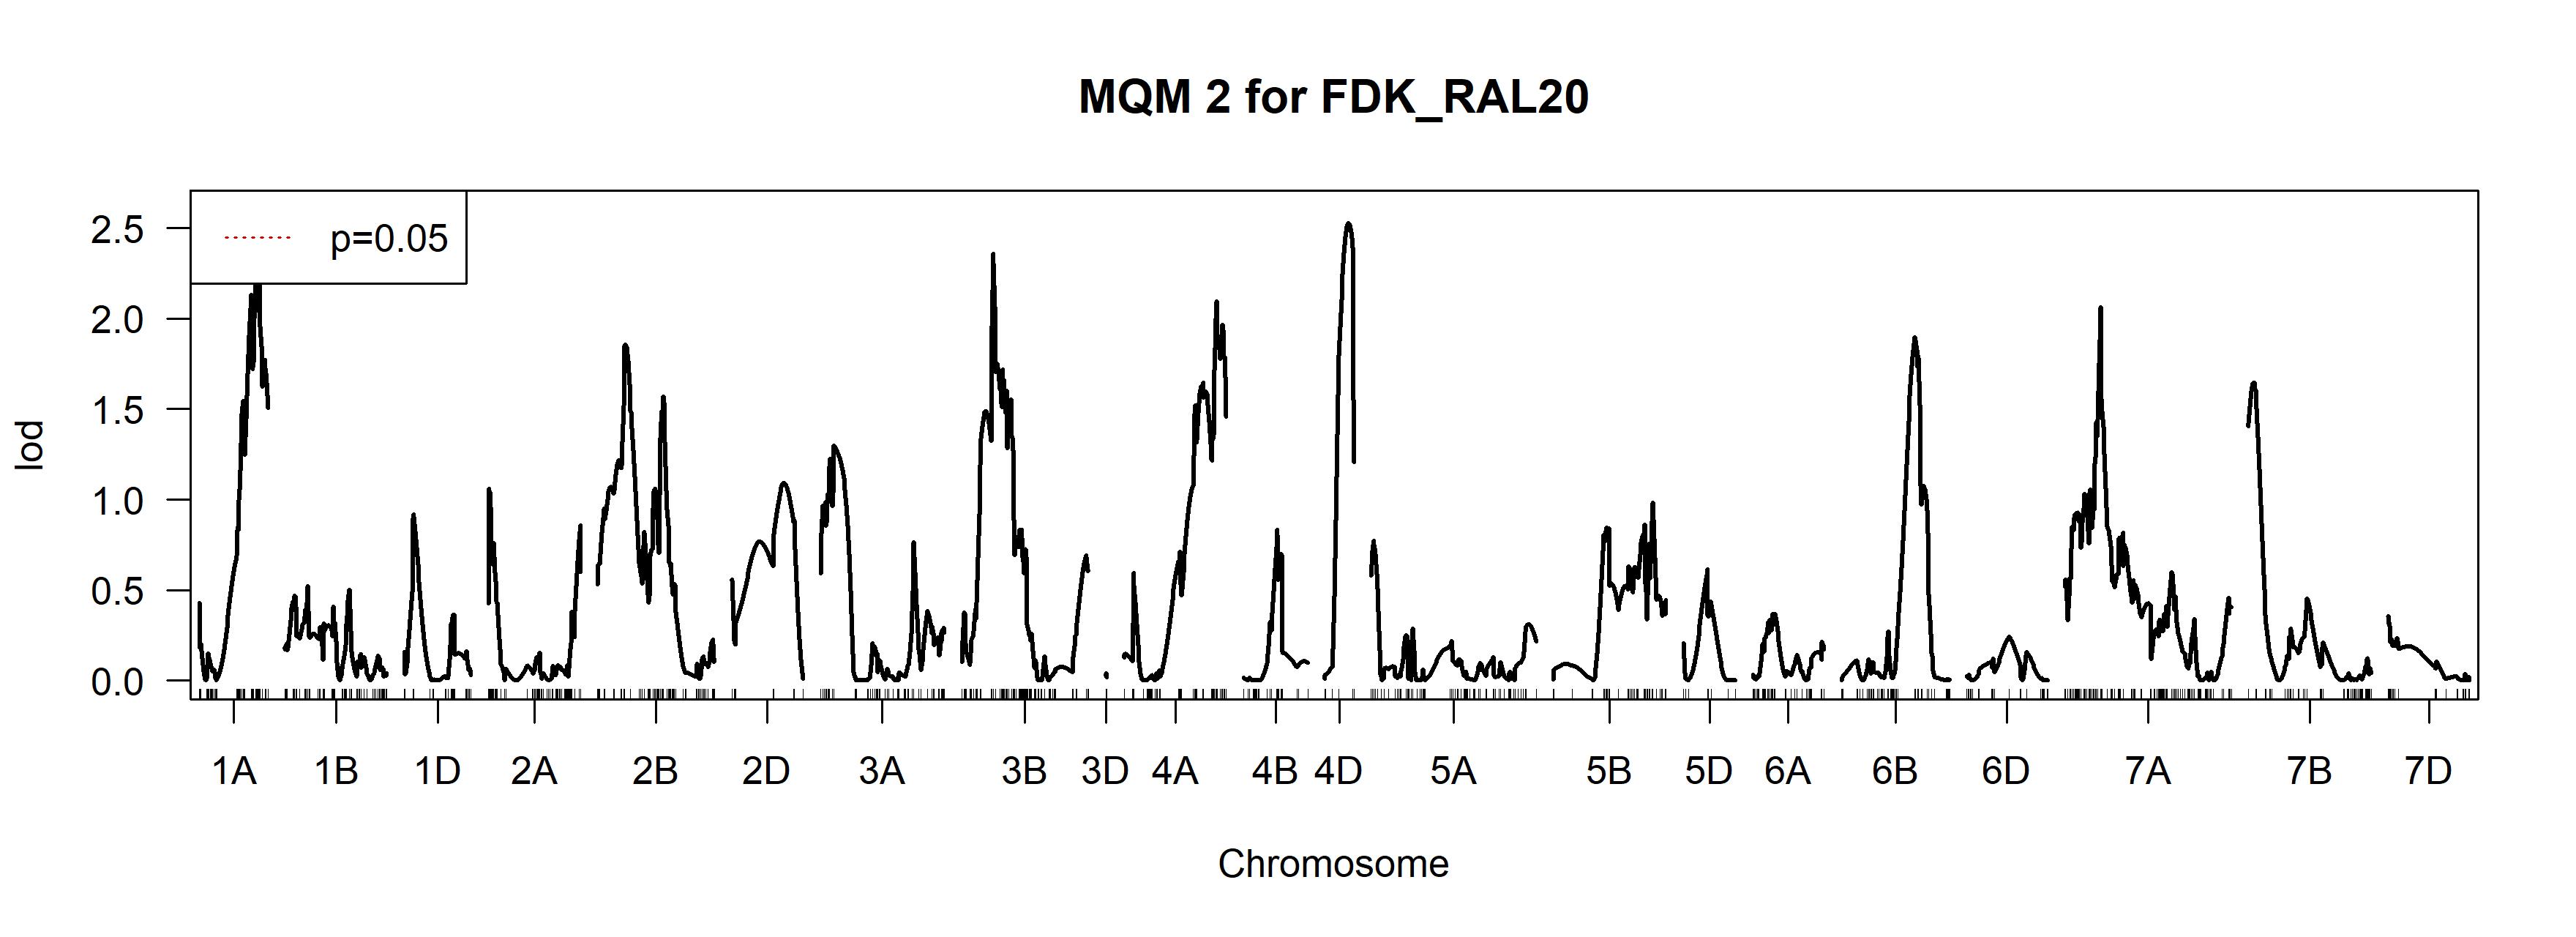 MQM 2 for FDK_RAL20
p=0.05
2.5
2.0
1.5
1.0
0.5
0.0
lod
1A 1B 1D 2A 2B 2D 3A 3B 3D 4A 4B 4D 5A 5B 5D 6A 6B 6D 7A 7B 7D
Chromosome